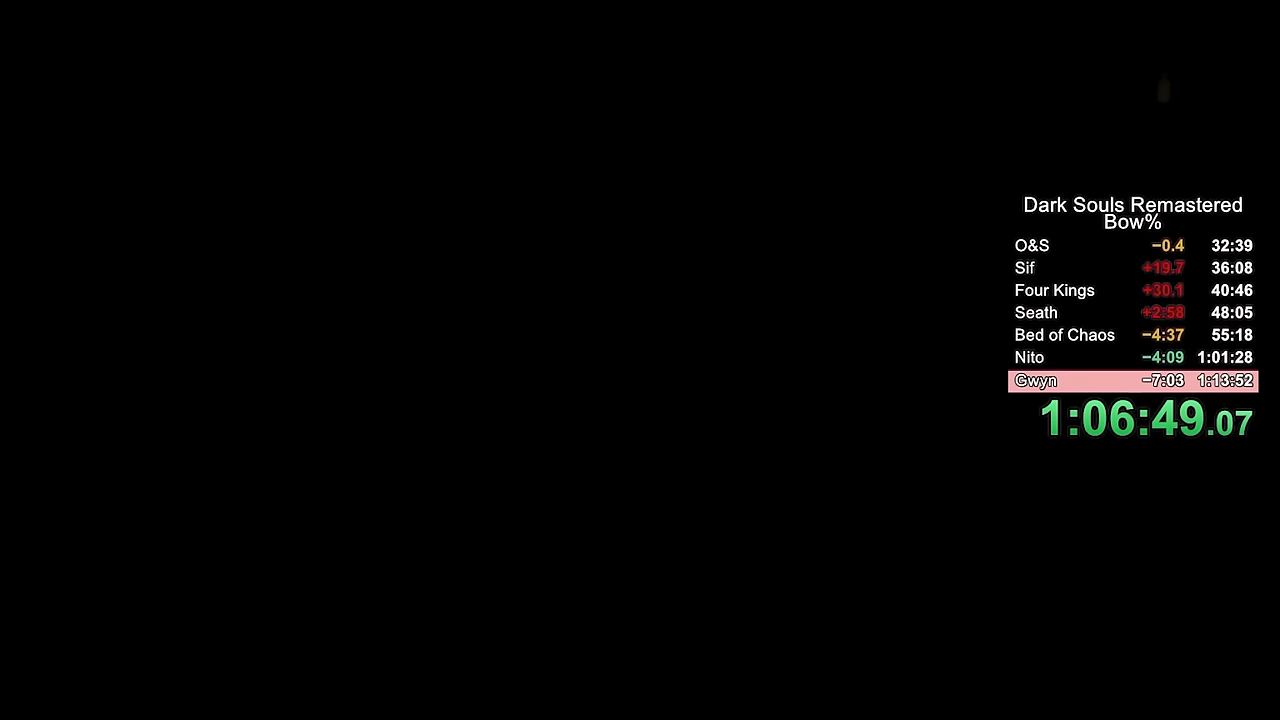 Dark Souls Remastered
Bow%
O&S −0.4 32:39
Sif +19.7 36:08
Four Kings +30.1 40:46
Seath +2:58 48:05
Bed of Chaos −4:37 55:18
Nito −4:09 1:01:28
Gwyn −7:03 1:13:52
1:06:49.07